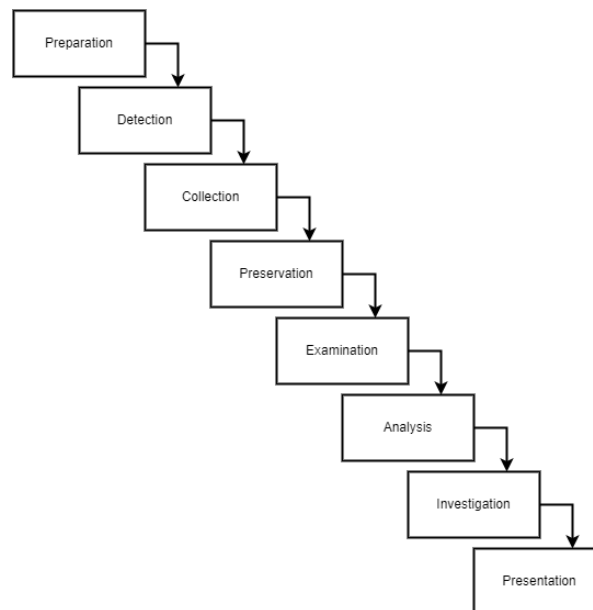 Preparation
Detection
Collection
Preservation
Examination
Analysis
Investigation
Presentation